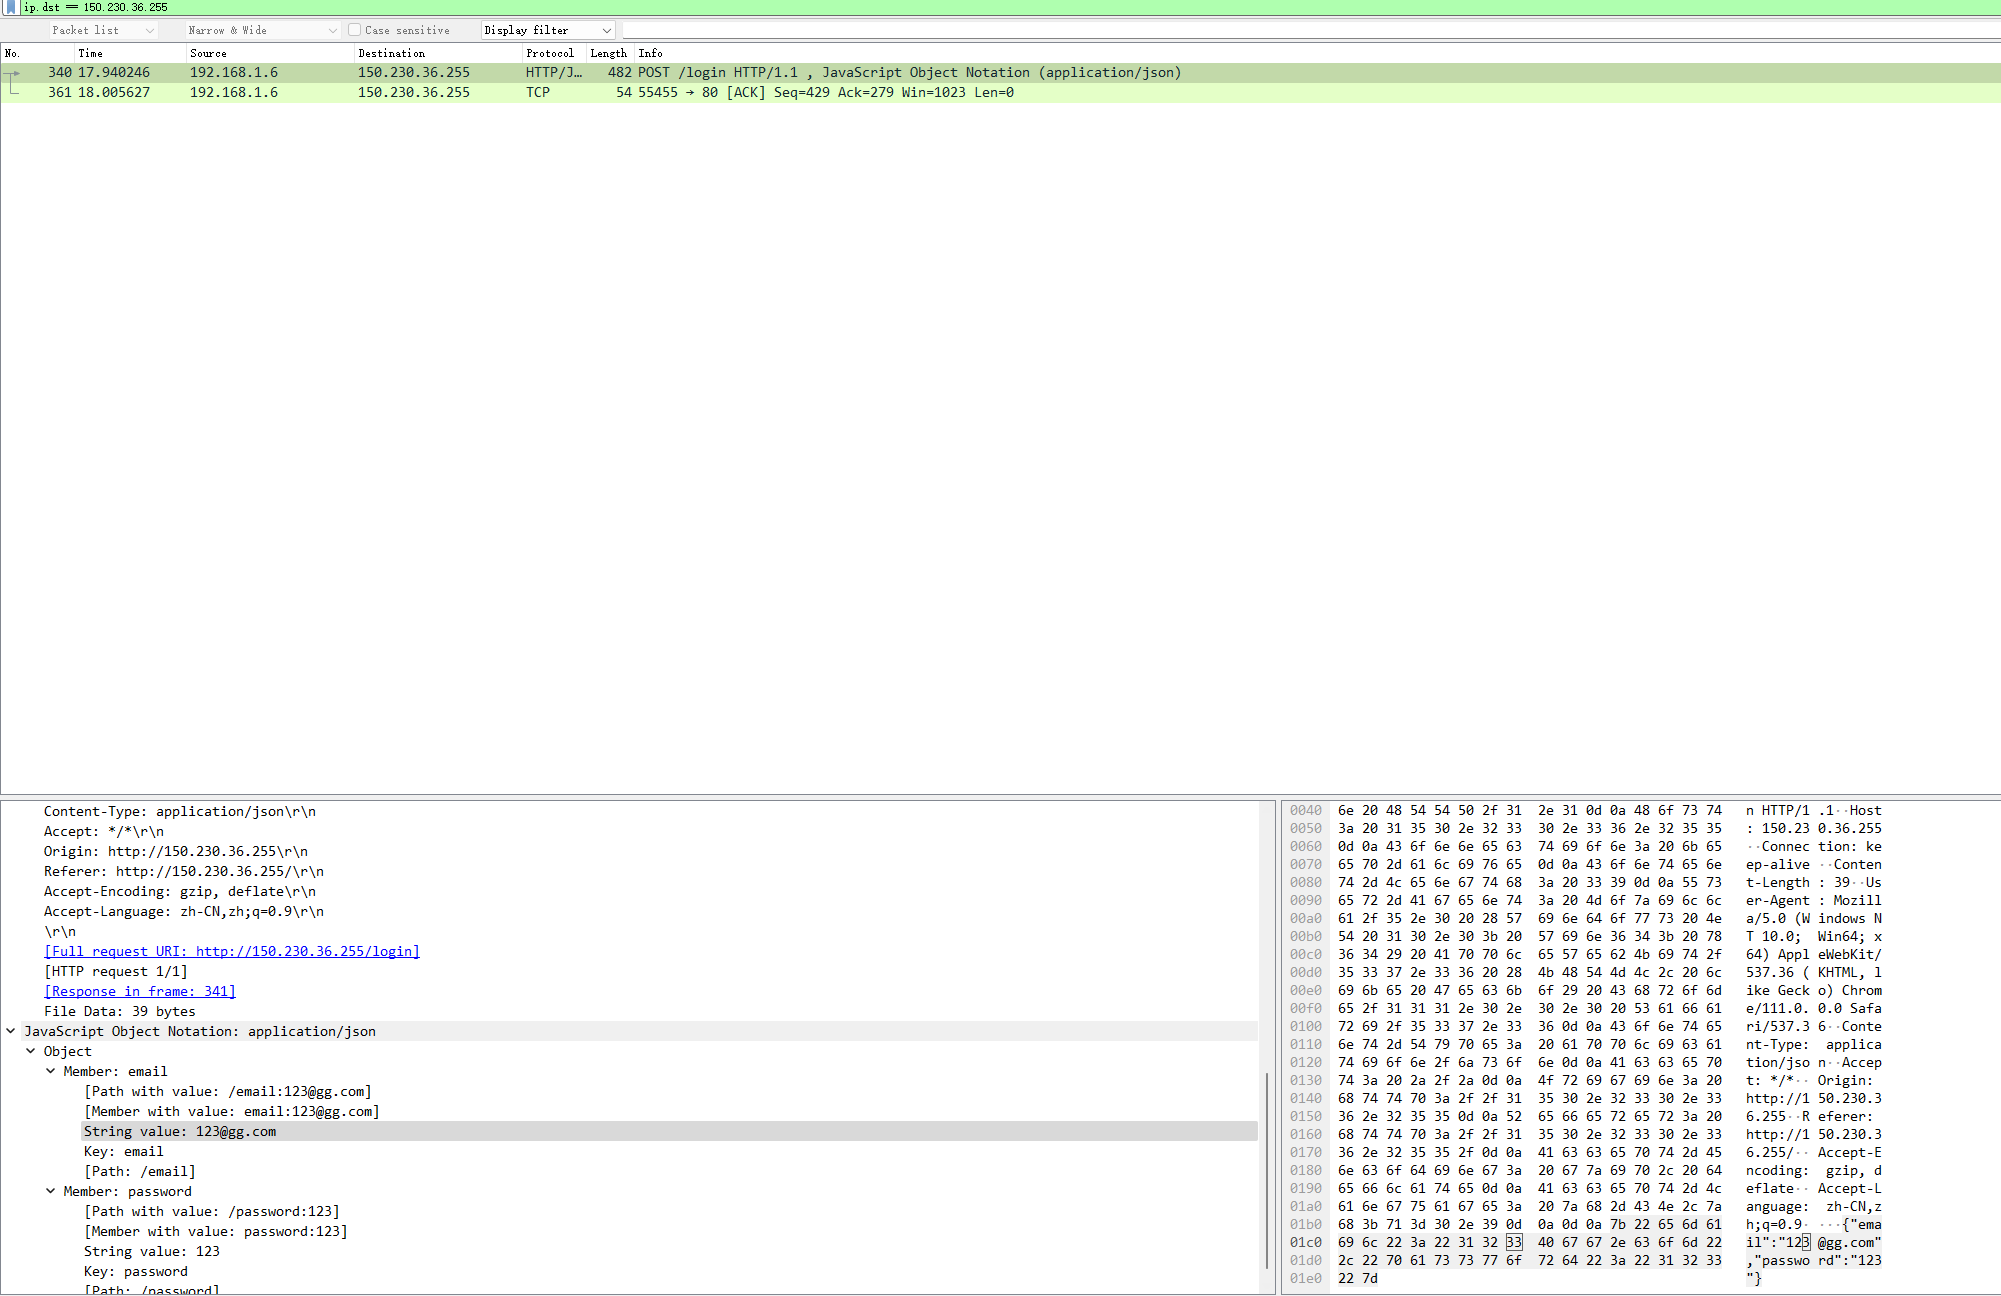 ip.dst == 150.230.36.255
Packet list Narrow & Wide Case sensitive Display filter
No. Time Source Destination Protocol Length Info
340 17.940246 192.168.1.6 150.230.36.255 HTTP/J… 482 POST /login HTTP/1.1 , JavaScript Object Notation (application/json)
361 18.005627 192.168.1.6 150.230.36.255 TCP 54 55455 → 80 [ACK] Seq=429 Ack=279 Win=1023 Len=0
Content-Type: application/json\r\n
Accept: */*\r\n
Origin: http://150.230.36.255\r\n
Referer: http://150.230.36.255/\r\n
Accept-Encoding: gzip, deflate\r\n
Accept-Language: zh-CN,zh;q=0.9\r\n
\r\n
[Full request URI: http://150.230.36.255/login]
[HTTP request 1/1]
[Response in frame: 341]
File Data: 39 bytes
JavaScript Object Notation: application/json
Object
Member: email
[Path with value: /email:123@gg.com]
[Member with value: email:123@gg.com]
String value: 123@gg.com
Key: email
[Path: /email]
Member: password
[Path with value: /password:123]
[Member with value: password:123]
String value: 123
Key: password
[Path: /password]
0040 6e 20 48 54 54 50 2f 31 2e 31 0d 0a 48 6f 73 74 n HTTP/1 .1··Host
0050 3a 20 31 35 30 2e 32 33 30 2e 33 36 2e 32 35 35 : 150.23 0.36.255
0060 0d 0a 43 6f 6e 6e 65 63 74 69 6f 6e 3a 20 6b 65 ··Connec tion: ke
0070 65 70 2d 61 6c 69 76 65 0d 0a 43 6f 6e 74 65 6e ep-alive ··Conten
0080 74 2d 4c 65 6e 67 74 68 3a 20 33 39 0d 0a 55 73 t-Length : 39··Us
0090 65 72 2d 41 67 65 6e 74 3a 20 4d 6f 7a 69 6c 6c er-Agent : Mozill
00a0 61 2f 35 2e 30 20 28 57 69 6e 64 6f 77 73 20 4e a/5.0 (W indows N
00b0 54 20 31 30 2e 30 3b 20 57 69 6e 36 34 3b 20 78 T 10.0; Win64; x
00c0 36 34 29 20 41 70 70 6c 65 57 65 62 4b 69 74 2f 64) Appl eWebKit/
00d0 35 33 37 2e 33 36 20 28 4b 48 54 4d 4c 2c 20 6c 537.36 ( KHTML, l
00e0 69 6b 65 20 47 65 63 6b 6f 29 20 43 68 72 6f 6d ike Geck o) Chrom
00f0 65 2f 31 31 31 2e 30 2e 30 2e 30 20 53 61 66 61 e/111.0. 0.0 Safa
0100 72 69 2f 35 33 37 2e 33 36 0d 0a 43 6f 6e 74 65 ri/537.3 6··Conte
0110 6e 74 2d 54 79 70 65 3a 20 61 70 70 6c 69 63 61 nt-Type: applica
0120 74 69 6f 6e 2f 6a 73 6f 6e 0d 0a 41 63 63 65 70 tion/jso n··Accep
0130 74 3a 20 2a 2f 2a 0d 0a 4f 72 69 67 69 6e 3a 20 t: */*·· Origin:
0140 68 74 74 70 3a 2f 2f 31 35 30 2e 32 33 30 2e 33 http://1 50.230.3
0150 36 2e 32 35 35 0d 0a 52 65 66 65 72 65 72 3a 20 6.255··R eferer:
0160 68 74 74 70 3a 2f 2f 31 35 30 2e 32 33 30 2e 33 http://1 50.230.3
0170 36 2e 32 35 35 2f 0d 0a 41 63 63 65 70 74 2d 45 6.255/·· Accept-E
0180 6e 63 6f 64 69 6e 67 3a 20 67 7a 69 70 2c 20 64 ncoding: gzip, d
0190 65 66 6c 61 74 65 0d 0a 41 63 63 65 70 74 2d 4c eflate·· Accept-L
01a0 61 6e 67 75 61 67 65 3a 20 7a 68 2d 43 4e 2c 7a anguage: zh-CN,z
01b0 68 3b 71 3d 30 2e 39 0d 0a 0d 0a 7b 22 65 6d 61 h;q=0.9· ···{"ema
01c0 69 6c 22 3a 22 31 32 33 40 67 67 2e 63 6f 6d 22 il":"123 @gg.com"
01d0 2c 22 70 61 73 73 77 6f 72 64 22 3a 22 31 32 33 ,"passwo rd":"123
01e0 22 7d "}